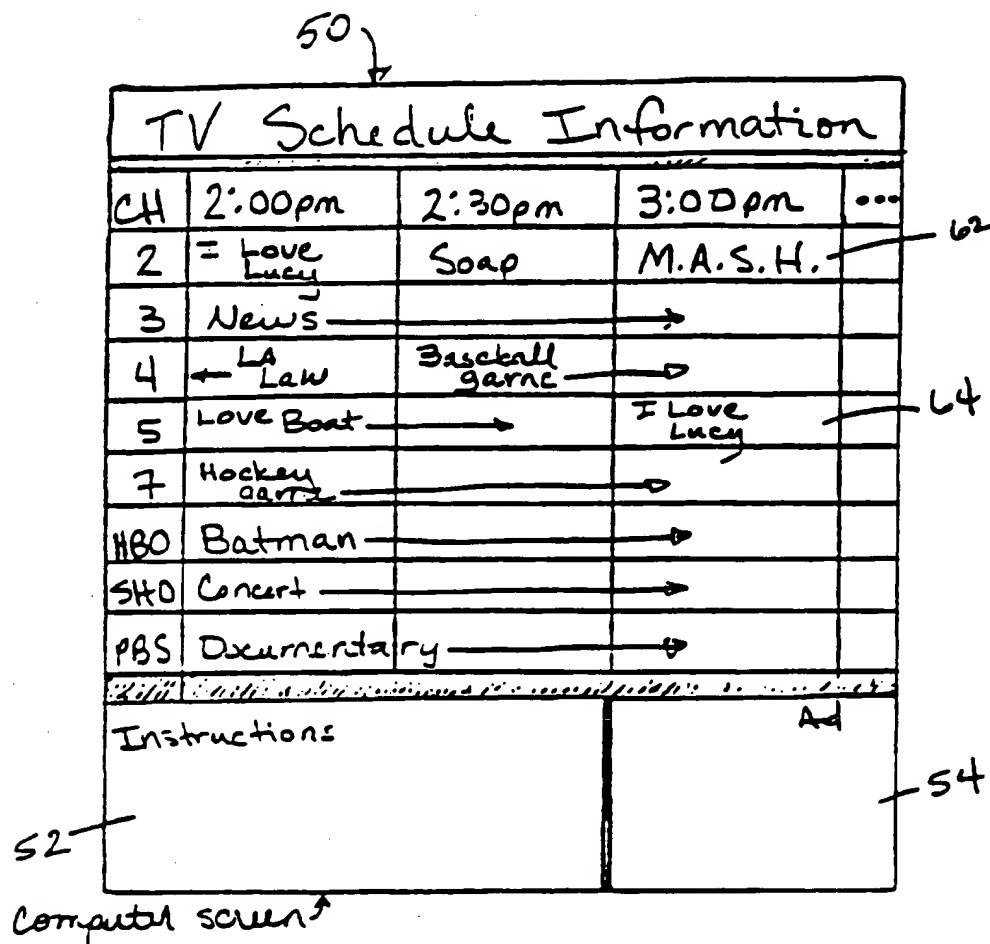 50
TV Schedule Information
CH 2:00pm 2:30pm 3:00pm ...
2 I Love Lucy Soap M.A.S.H. 62
3 News
4 LA Law Baseball game
5 Love Boat I Love Lucy 64
7 Hockey game
HBO Batman
SHO Concert
PBS Documentary
Instructions Ad
52 54
Computer screen